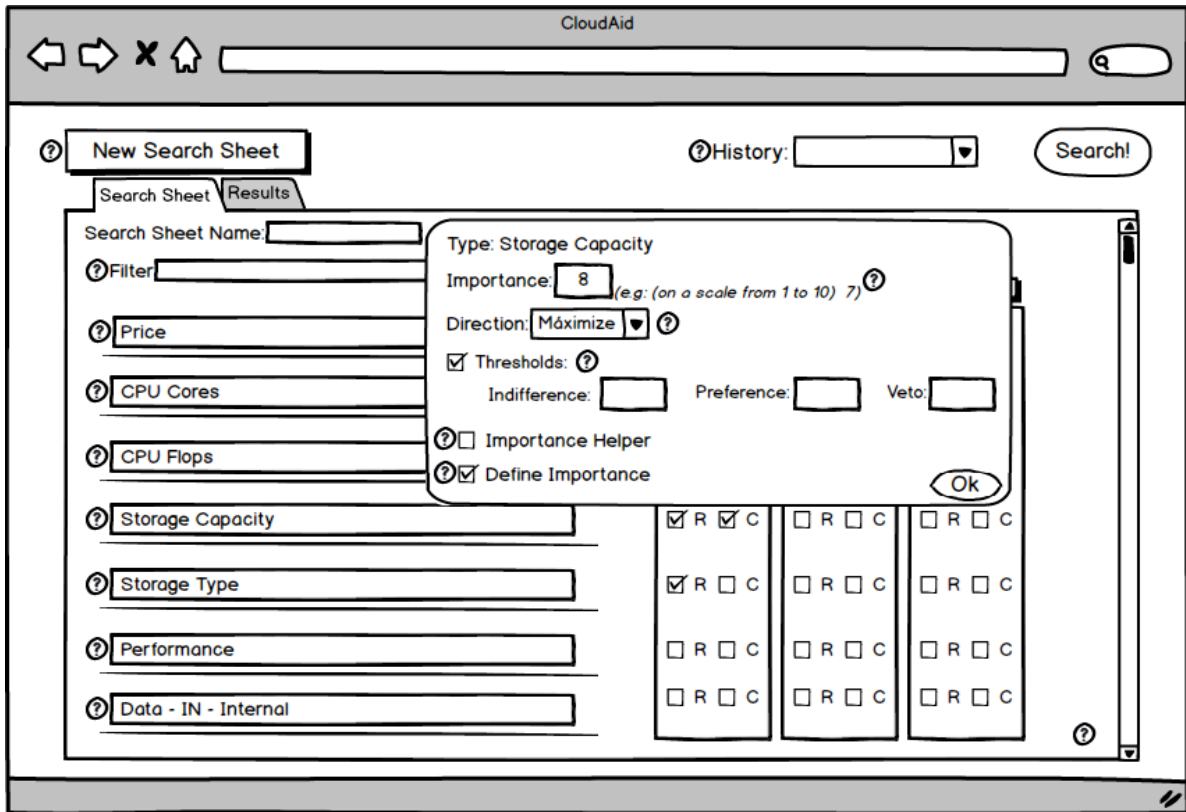 CloudAid
New Search Sheet
History:
Search!
Search Sheet
Results
Search Sheet Name:
Filter
Price
CPU Cores
CPU Flops
Type: Storage Capacity
Importance: 8 (e.g: (on a scale from 1 to 10) 7)
Direction: Máximize
Thresholds:
Indifference: Preference: Veto:
Importance Helper
Define Importance
Ok
Storage Capacity R C R C R C
Storage Type R C R C R C
Performance R C R C R C
Data - IN - Internal R C R C R C